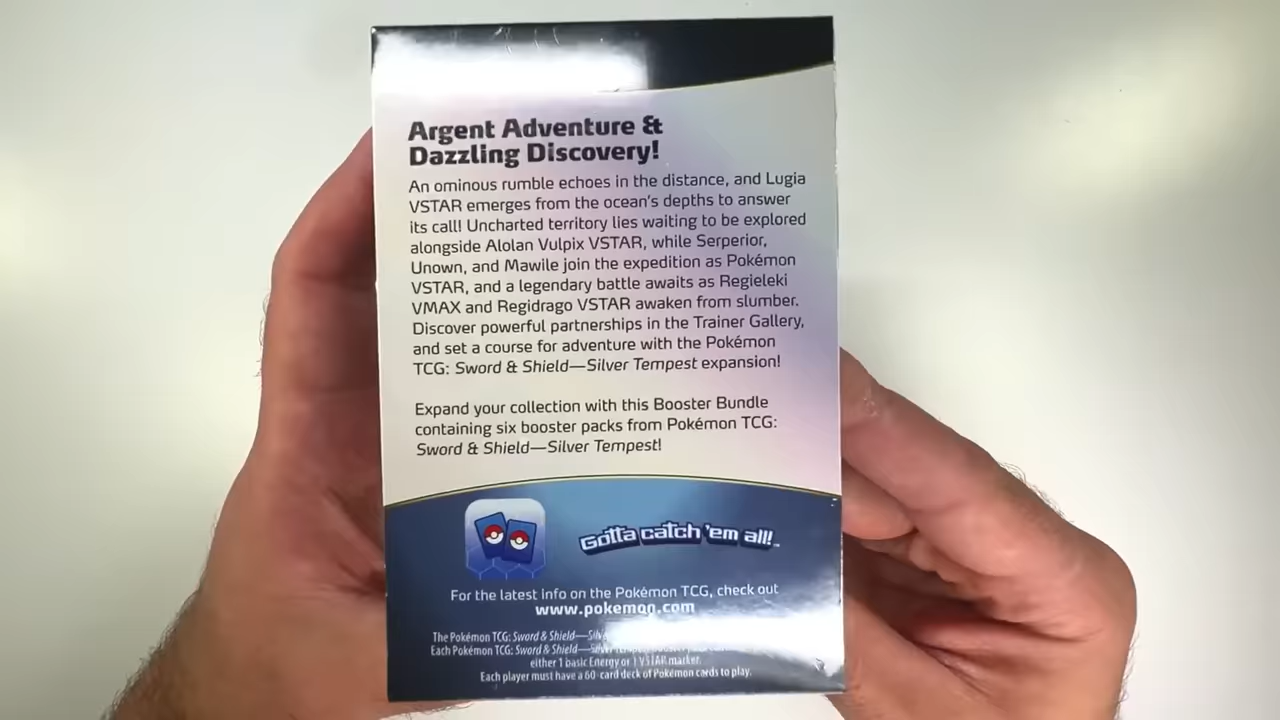 Argent Adventure &
Dazzling Discovery!
An ominous rumble echoes in the distance, and Lugia
VSTAR emerges from the ocean's depths to answer
its call! Uncharted territory lies waiting to be explored
alongside Alolan Vulpix VSTAR, while Serperior,
Unown, and Mawile join the expedition as Pokémon
VSTAR, and a legendary battle awaits as Regieleki
VMAX and Regidrago VSTAR awaken from slumber.
Discover powerful partnerships in the Trainer Gallery,
and set a course for adventure with the Pokémon
TCG: Sword & Shield—Silver Tempest expansion!
Expand your collection with this Booster Bundle
containing six booster packs from Pokémon TCG:
Sword & Shield—Silver Tempest!
Gotta catch 'em all!™
For the latest info on the Pokémon TCG, check out
www.pokemon.com
The Pokémon TCG: Sword & Shield—
Each Pokémon TCG: Sword & Shield—
either 1 basic Energy or 1 VSTAR marker.
Each player must have a 60-card deck of Pokémon cards to play.